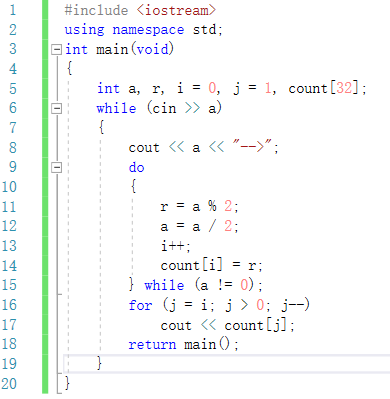 1 #include <iostream>
2 using namespace std;
3 int main(void)
4 {
5 int a, r, i = 0, j = 1, count[32];
6 while (cin >> a)
7 {
8 cout << a << "-->";
9 do
10 {
11 r = a % 2;
12 a = a / 2;
13 i++;
14 count[i] = r;
15 } while (a != 0);
16 for (j = i; j > 0; j--)
17 cout << count[j];
18 return main();
19 }
20 }